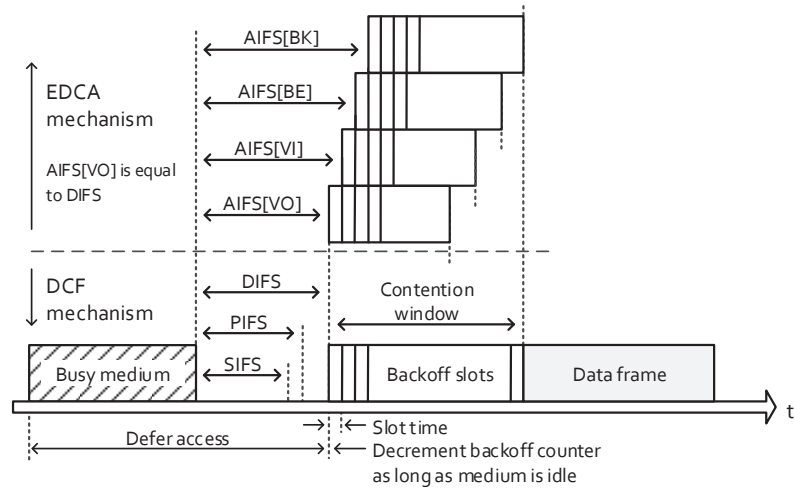 AIFS[BK]
EDCA
mechanism
AIFS[BE]
AIFS[VI]
AIFS[VO] is equal
to DIFS
AIFS[VO]
DCF
mechanism
DIFS
Contention
window
PIFS
Busy medium
SIFS
Backoff slots
Data frame
t
Slot time
Defer access
Decrement backoff counter
as long as medium is idle